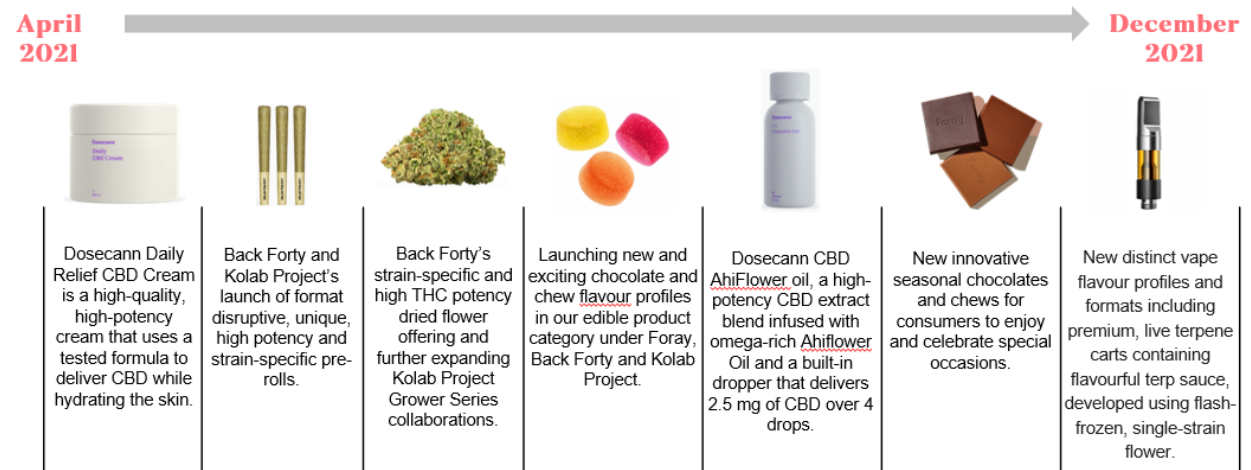 April
2021
December
2021
Dosecann
Daily
CBD Cream
Dosecann
Foray
Dosecann Daily
Relief CBD Cream
is a high-quality,
high-potency
cream that uses a
tested formula to
deliver CBD while
hydrating the skin.
Back Forty and
Kolab Project's
launch of format
disruptive, unique,
high potency and
strain-specific pre-
rolls.
Back Forty's
strain-specific and
high THC potency
dried flower
offering and
further expanding
Kolab Project
Grower Series
collaborations.
Launching new and
exciting chocolate and
chew flavour profiles
in our edible product
category under Foray,
Back Forty and Kolab
Project.
Dosecann CBD
AhiFlower oil, a high-
potency CBD extract
blend infused with
omega-rich Ahiflower
Oil and a built-in
dropper that delivers
2.5 mg of CBD over 4
drops.
New innovative
seasonal chocolates
and chews for
consumers to enjoy
and celebrate special
occasions.
New distinct vape
flavour profiles and
formats including
premium, live terpene
carts containing
flavourful terp sauce,
developed using flash-
frozen, single-strain
flower.